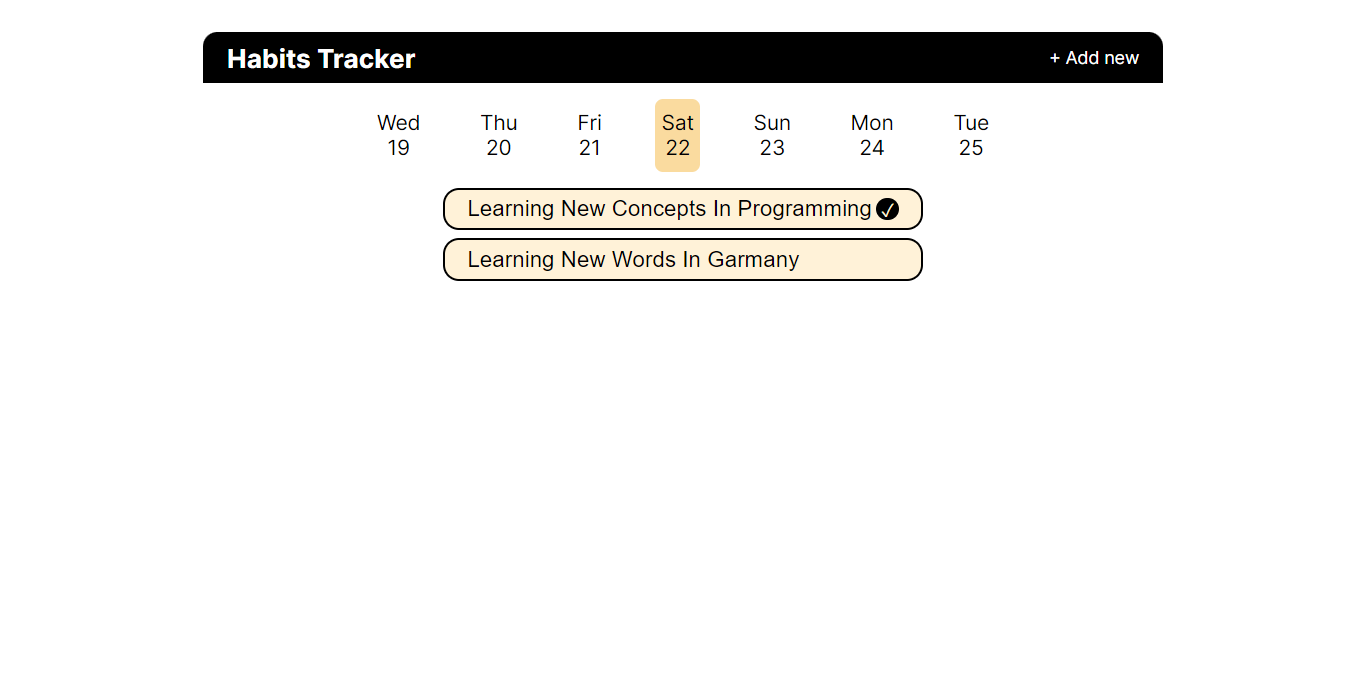 Habits Tracker + Add new
Wed Thu Fri Sat Sun Mon Tue
19 20 21 22 23 24 25
Learning New Concepts In Programming
Learning New Words In Garmany